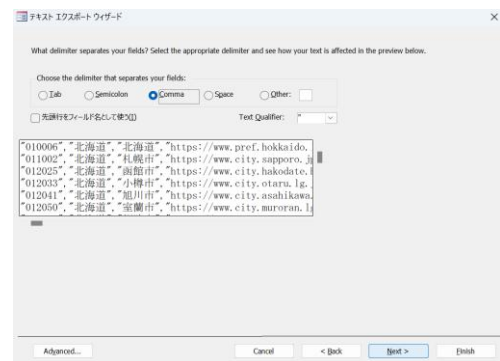 テキスト エクスポート ウィザード
What delimiter separates your fields? Select the appropriate delimiter and see how your text is affected in the preview below.
Choose the delimiter that separates your fields:
Tab Semicolon Comma Space Other:
先頭行をフィールド名として使う(I) Text Qualifier: "
"010006","北海道","北海道","https://www.pref.hokkaido.
"011002","北海道","札幌市","https://www.city.sapporo.j
"012025","北海道","函館市","https://www.city.hakodate.
"012033","北海道","小樽市","https://www.city.otaru.lg.
"012041","北海道","旭川市","https://www.city.asahikawa.
"012050","北海道","室蘭市","https://www.city.muroran.l
Advanced... Cancel < Back Next > Finish